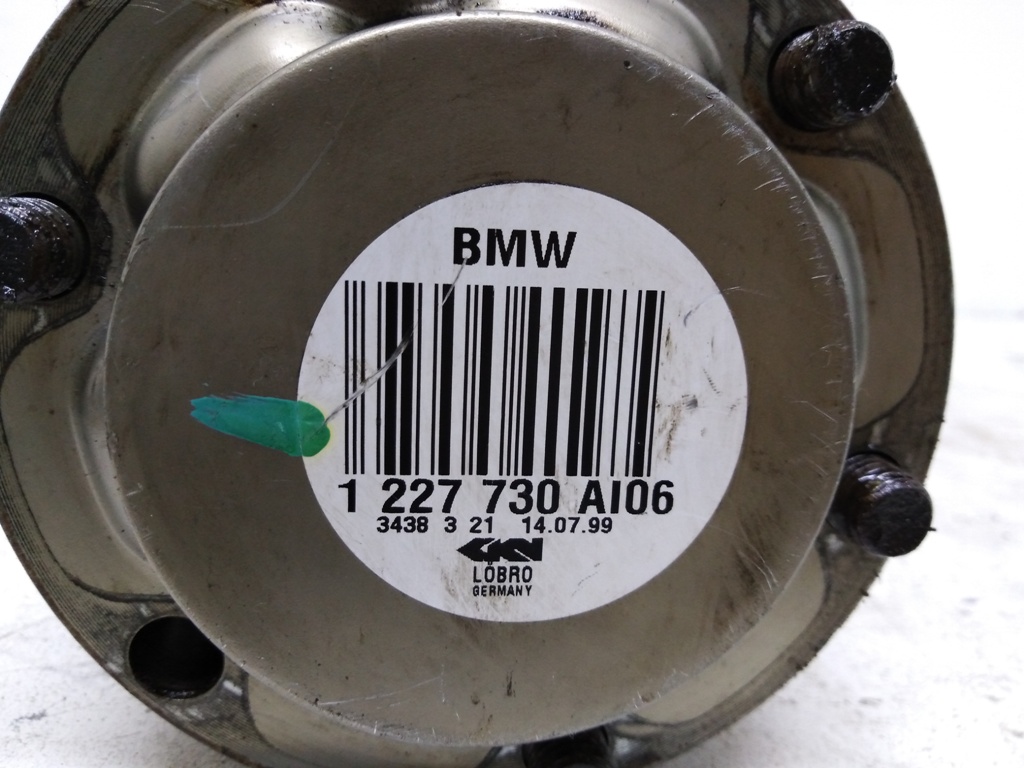 BMW
1 227 730 AI06
3438 3 21 14.07.99
GKN
LÖBRO
GERMANY